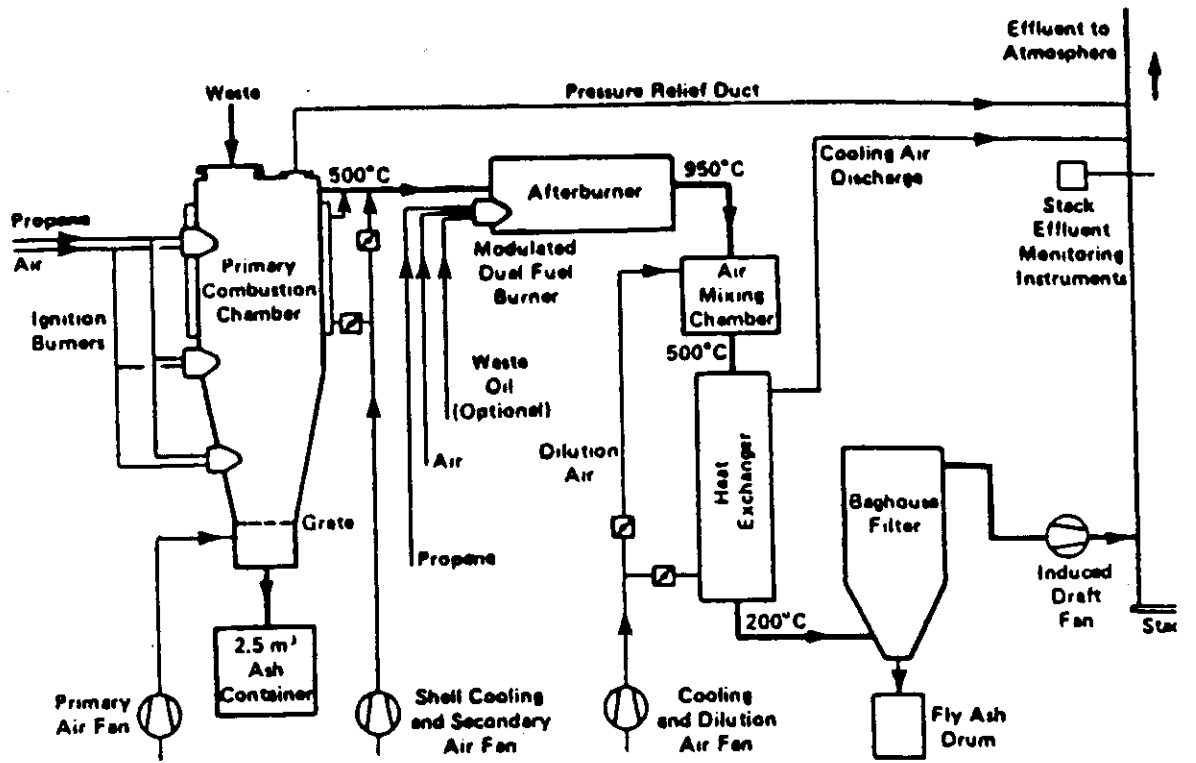 Effluent to
Atmosphere
Waste
Pressure Relief Duct
500°C
950°C
Cooling Air
Discharge
Afterburner
Propane
Air
Stack
Effluent
Monitoring
Instruments
Modulated
Dual Fuel
Burner
Primary
Combustion
Chamber
Air
Mixing
Chamber
Ignition
Burners
500°C
Waste
Oil
(Optional)
Dilution
Air
Air
Heat
Exchanger
Baghouse
Filter
Grate
Propane
Induced
Draft
Fan
200°C
2.5 m³
Ash
Container
Primary
Air Fan
Shell Cooling
and Secondary
Air Fan
Cooling
and Dilution
Air Fan
Fly Ash
Drum